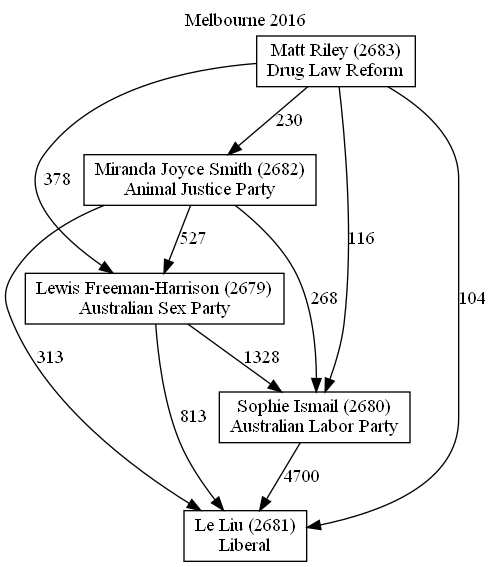 Melbourne 2016
Matt Riley (2683)
Drug Law Reform
230
Miranda Joyce Smith (2682)
Animal Justice Party
378
527
116
Lewis Freeman-Harrison (2679)
Australian Sex Party
268
104
313
1328
813
Sophie Ismail (2680)
Australian Labor Party
4700
Le Liu (2681)
Liberal